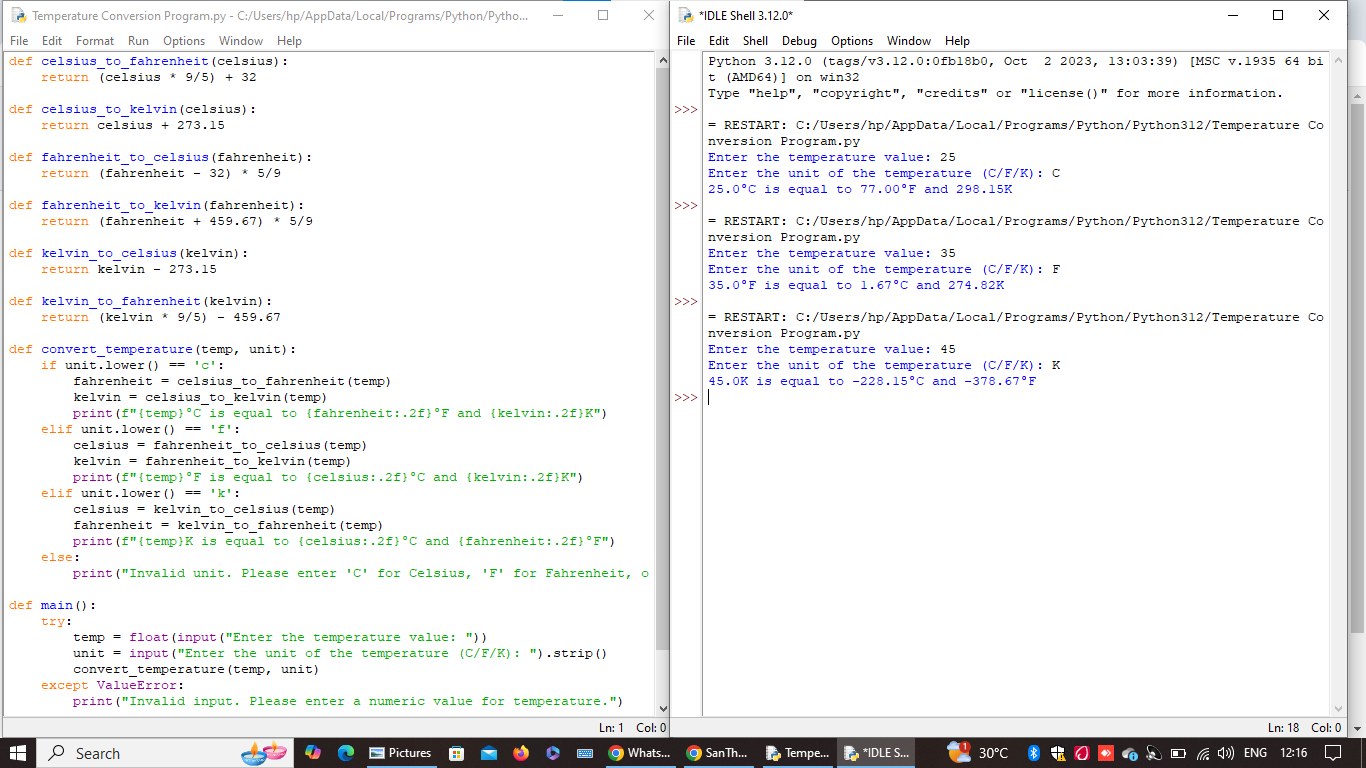 Temperature Conversion Program.py - C:/Users/hp/AppData/Local/Programs/Python/Pytho...
File Edit Format Run Options Window Help
def celsius_to_fahrenheit(celsius):
    return (celsius * 9/5) + 32
def celsius_to_kelvin(celsius):
    return celsius + 273.15
def fahrenheit_to_celsius(fahrenheit):
    return (fahrenheit - 32) * 5/9
def fahrenheit_to_kelvin(fahrenheit):
    return (fahrenheit + 459.67) * 5/9
def kelvin_to_celsius(kelvin):
    return kelvin - 273.15
def kelvin_to_fahrenheit(kelvin):
    return (kelvin * 9/5) - 459.67
def convert_temperature(temp, unit):
    if unit.lower() == 'c':
        fahrenheit = celsius_to_fahrenheit(temp)
        kelvin = celsius_to_kelvin(temp)
        print(f"{temp}°C is equal to {fahrenheit:.2f}°F and {kelvin:.2f}K")
    elif unit.lower() == 'f':
        celsius = fahrenheit_to_celsius(temp)
        kelvin = fahrenheit_to_kelvin(temp)
        print(f"{temp}°F is equal to {celsius:.2f}°C and {kelvin:.2f}K")
    elif unit.lower() == 'k':
        celsius = kelvin_to_celsius(temp)
        fahrenheit = kelvin_to_fahrenheit(temp)
        print(f"{temp}K is equal to {celsius:.2f}°C and {fahrenheit:.2f}°F")
    else:
        print("Invalid unit. Please enter 'C' for Celsius, 'F' for Fahrenheit, o
def main():
    try:
        temp = float(input("Enter the temperature value: "))
        unit = input("Enter the unit of the temperature (C/F/K): ").strip()
        convert_temperature(temp, unit)
    except ValueError:
        print("Invalid input. Please enter a numeric value for temperature.")
Ln: 1 Col: 0
*IDLE Shell 3.12.0*
File Edit Shell Debug Options Window Help
Python 3.12.0 (tags/v3.12.0:0fb18b0, Oct  2 2023, 13:03:39) [MSC v.1935 64 bi
t (AMD64)] on win32
Type "help", "copyright", "credits" or "license()" for more information.
>>>
= RESTART: C:/Users/hp/AppData/Local/Programs/Python/Python312/Temperature Co
nversion Program.py
Enter the temperature value: 25
Enter the unit of the temperature (C/F/K): C
25.0°C is equal to 77.00°F and 298.15K
>>>
= RESTART: C:/Users/hp/AppData/Local/Programs/Python/Python312/Temperature Co
nversion Program.py
Enter the temperature value: 35
Enter the unit of the temperature (C/F/K): F
35.0°F is equal to 1.67°C and 274.82K
>>>
= RESTART: C:/Users/hp/AppData/Local/Programs/Python/Python312/Temperature Co
nversion Program.py
Enter the temperature value: 45
Enter the unit of the temperature (C/F/K): K
45.0K is equal to -228.15°C and -378.67°F
>>>
Ln: 18 Col: 0
Search Pictures Whats... SanTh... Tempe... *IDLE S... 1 30°C ENG 12:16